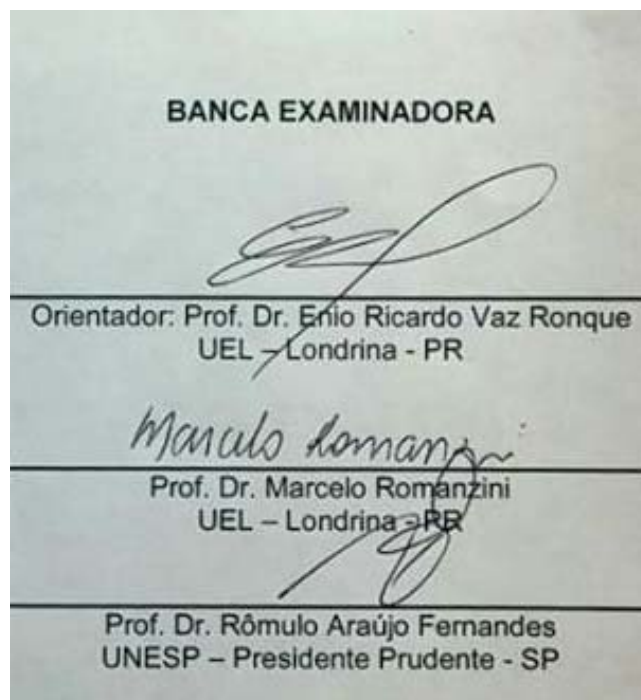 BANCA EXAMINADORA
Orientador: Prof. Dr. Enio Ricardo Vaz Ronque
UEL – Londrina - PR
Marcelo Romanzini
Prof. Dr. Marcelo Romanzini
UEL – Londrina - PR
Prof. Dr. Rômulo Araújo Fernandes
UNESP – Presidente Prudente - SP